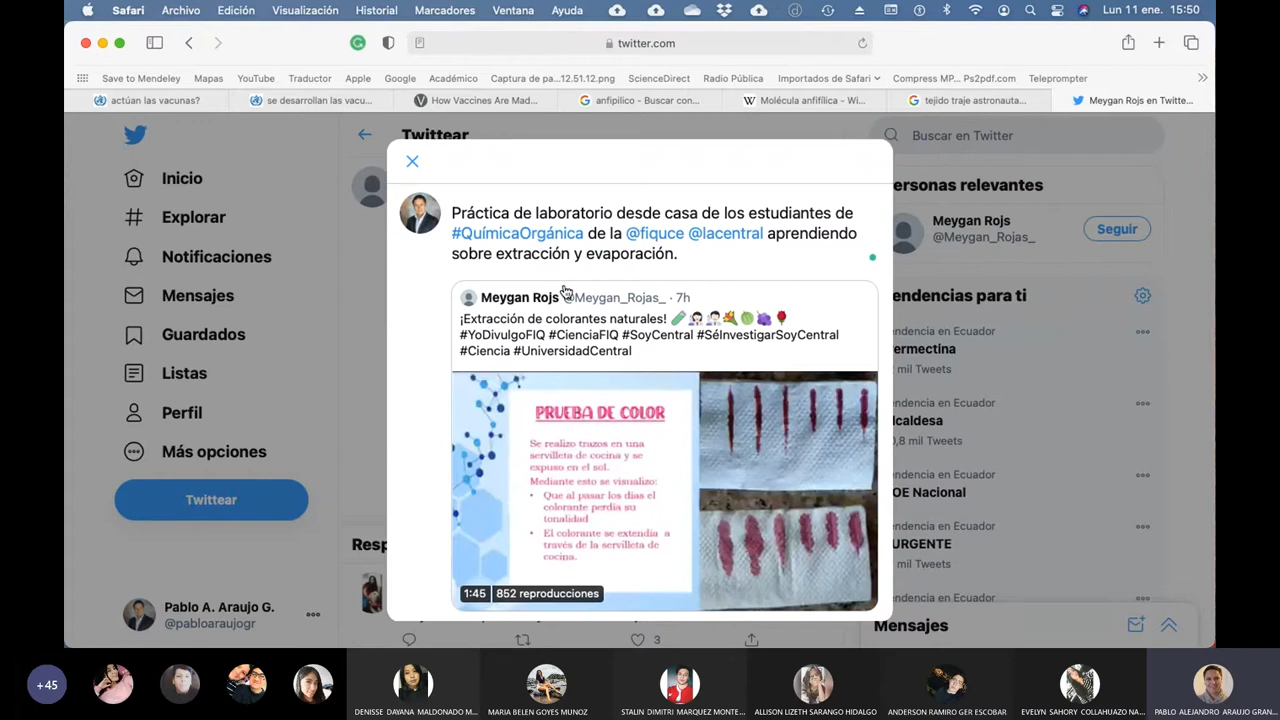 Safari Archivo Edición Visualización Historial Marcadores Ventana Ayuda Lun 11 ene. 15:50
twitter.com
Save to Mendeley Mapas YouTube Traductor Apple Google Académico Captura de pa...12.51.12.png ScienceDirect Radio Pública Importados de Safari Compress MP... Ps2pdf.com Teleprompter
actúan las vacunas? se desarrollan las vacu... How Vaccines Are Mad... anfipilico - Buscar con... Molécula anfifílica - Wi... tejido traje astronauta... Meygan Rojs en Twitte...
Twittear
Buscar en Twitter
Inicio
Explorar
Notificaciones
Mensajes
Guardados
Listas
Perfil
Más opciones
Twittear
Pablo A. Araujo G.
@pabloaraujogr
Práctica de laboratorio desde casa de los estudiantes de
#QuímicaOrgánica de la @fiquce @lacentral aprendiendo
sobre extracción y evaporación.
Meygan Rojs @Meygan_Rojas_ · 7h
¡Extracción de colorantes naturales!
#YoDivulgoFIQ #CienciaFIQ #SoyCentral #SéInvestigarSoyCentral
#Ciencia #UniversidadCentral
PRUEBA DE COLOR
Se realizo trazos en una
servilleta de cocina y se
expuso en el sol.
Mediante esto se visualizo:
• Que al pasar los dias el
colorante perdia su
tonalidad
• El colorante se extendia a
través de la servilleta de
cocina.
1:45 852 reproducciones
Resp
3
ersonas relevantes
Meygan Rojs
@Meygan_Rojas_
Seguir
endencias para ti
endencia en Ecuador
vermectina
mil Tweets
endencia en Ecuador
lcaldesa
0,8 mil Tweets
endencia en Ecuador
OE Nacional
endencia en Ecuador
URGENTE
mil Tweets
endencia en Ecuador
Mensajes
+45
DENISSE DAYANA MALDONADO M...
MARIA BELEN GOYES MUNOZ
STALIN DIMITRI MARQUEZ MONTE...
ALLISON LIZETH SARANGO HIDALGO
ANDERSON RAMIRO GER ESCOBAR
EVELYN SAHORY COLLAHUAZO NA...
PABLO ALEJANDRO ARAUJO GRAN...